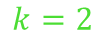 k = 2